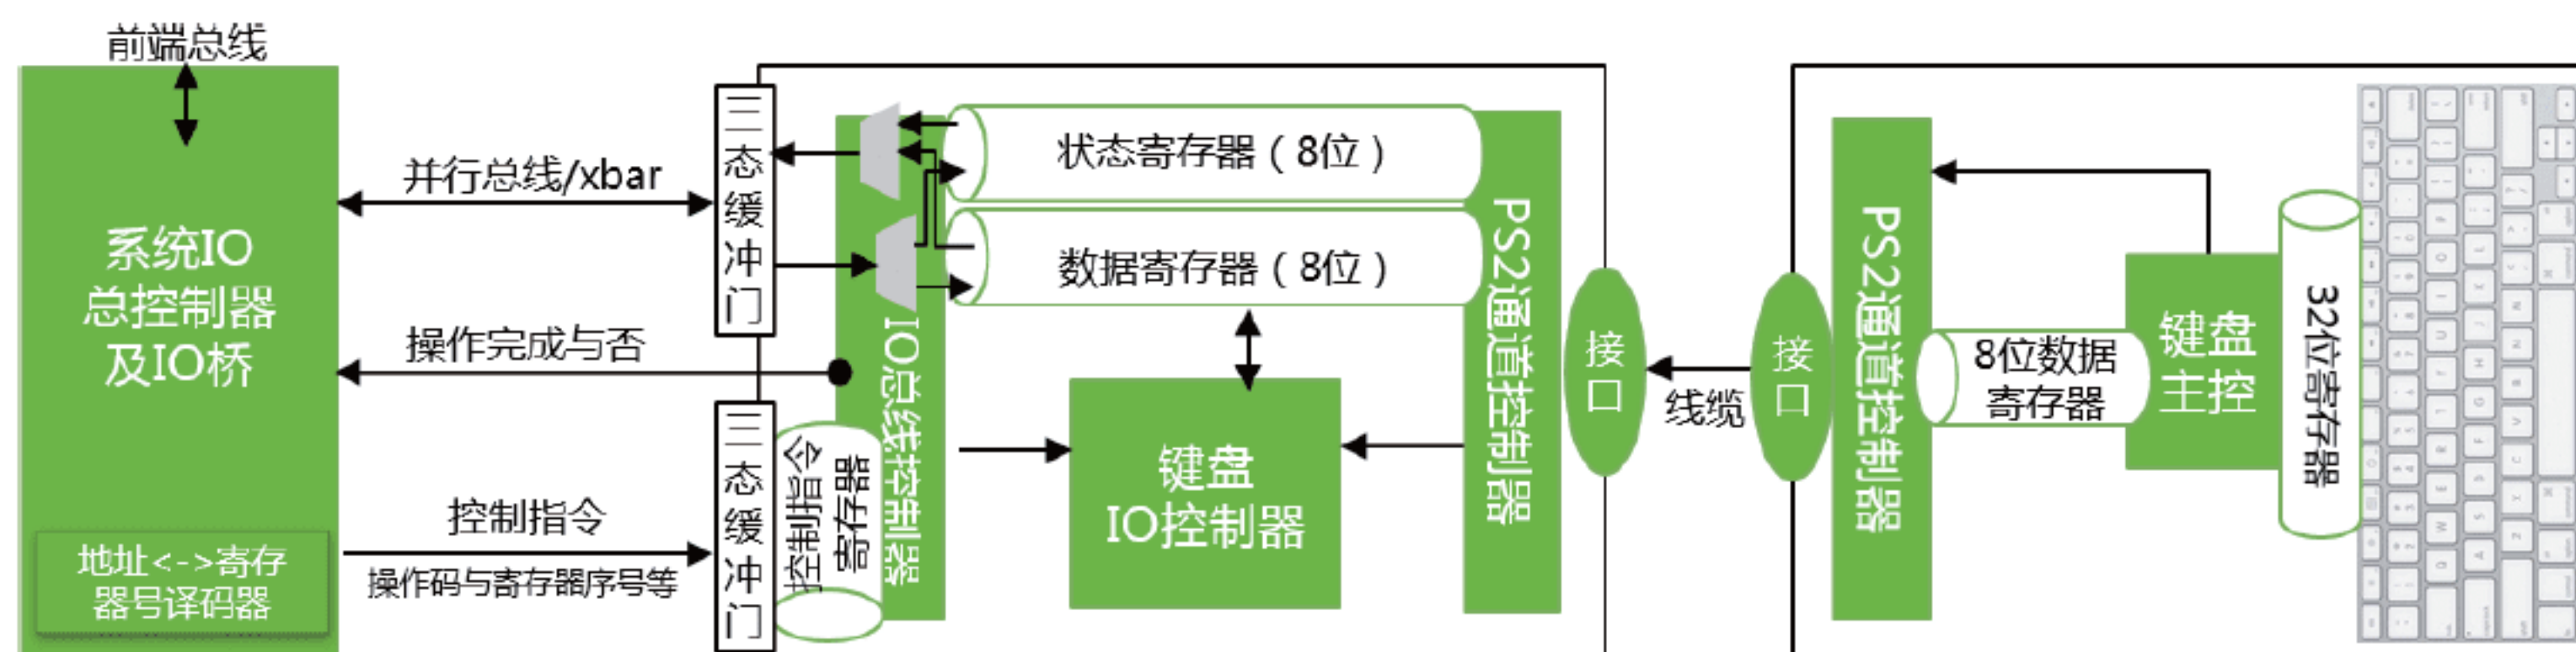 前端总线
系统IO
总控制器
及IO桥
地址<->寄存
器号译码器
并行总线/xbar
操作完成与否
控制指令
操作码与寄存器序号等
三态缓冲门
三态缓冲门
控制指令
寄存器
IO总线控制器
状态寄存器（8位）
数据寄存器（8位）
键盘
IO控制器
PS2通道控制器
接口
线缆
接口
PS2通道控制器
8位数据
寄存器
键盘
主控
32位寄存器